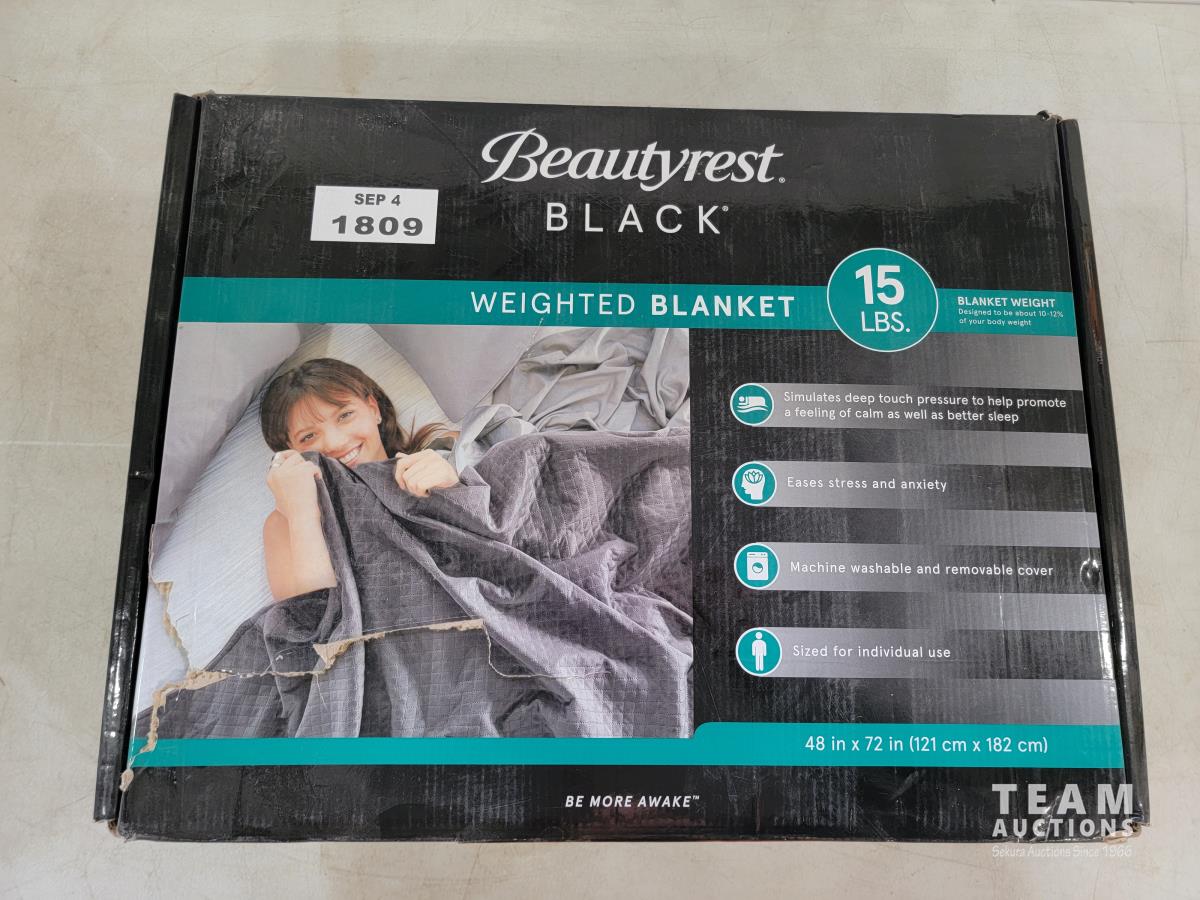 Beautyrest®
BLACK®
SEP 4
1809
WEIGHTED BLANKET
15
LBS.
BLANKET WEIGHT
Designed to be about 10-12%
of your body weight
Simulates deep touch pressure to help promote
a feeling of calm as well as better sleep
Eases stress and anxiety
Machine washable and removable cover
Sized for individual use
48 in x 72 in (121 cm x 182 cm)
BE MORE AWAKE™
TEAM
AUCTIONS
Sekura Auctions Since 1966